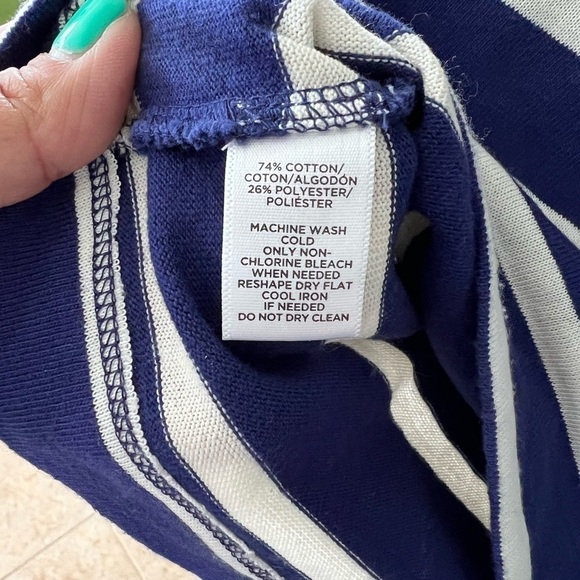 74% COTTON/
COTON/ALGODÓN
26% POLYESTER/
POLIÉSTER
MACHINE WASH
COLD
ONLY NON-
CHLORINE BLEACH
WHEN NEEDED
RESHAPE DRY FLAT
COOL IRON
IF NEEDED
DO NOT DRY CLEAN